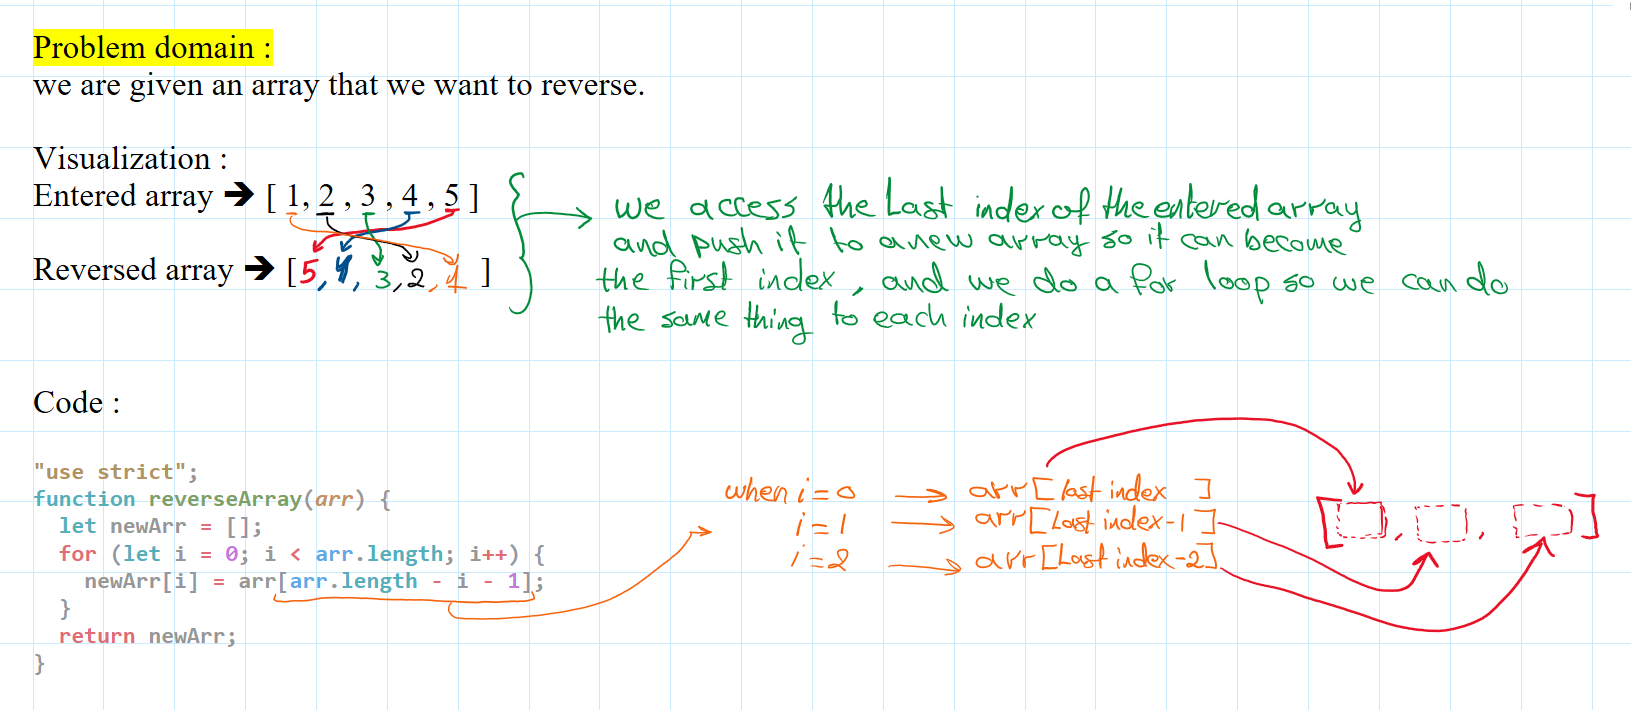 Problem domain :
we are given an array that we want to reverse.
Visualization :
Entered array ➔ [ 1, 2 , 3 , 4 , 5 ]
Reversed array ➔ [5, 4, 3,2,1 ]
we access the Last index of the entered array
and push it to a new array so it can become
the first index , and we do a for loop so we can do
the same thing to each index
Code :
"use strict";
function reverseArray(arr) {
let newArr = [];
for (let i = 0; i < arr.length; i++) {
newArr[i] = arr[arr.length - i - 1];
}
return newArr;
}
when i=0 → arr[last index ]
i=1 → arr[Last index-1]
i=2 → arr[Last index-2]
[ , , ]